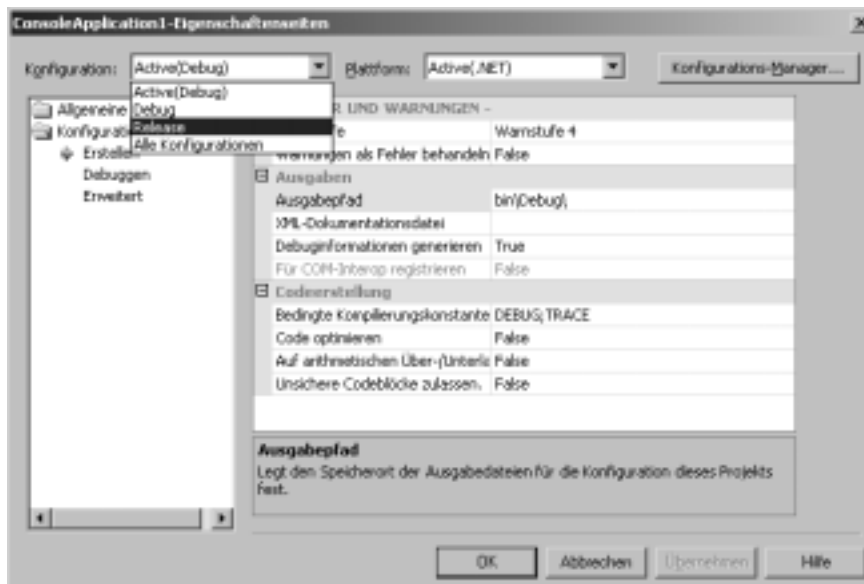 ConsoleApplication1-Eigenschaftenseiten
Konfiguration: Active(Debug) Plattform: Active(.NET) Konfigurations-Manager....
Active(Debug)
Debug
Release
Alle Konfigurationen
Allgemeine
Konfigurati
Erstelle
Debuggen
Erweitert
R UND WARNUNGEN -
fe Warnstufe 4
Warnungen als Fehler behandeln False
Ausgaben
Ausgabepfad bin\Debug\
XML-Dokumentationsdatei
Debuginformationen generieren True
Für COM-Interop registrieren False
Codeerstellung
Bedingte Kompilierungskonstante DEBUG;TRACE
Code optimieren False
Auf arithmetischen Über-/Unterla False
Unsichere Codeblöcke zulassen. False
Ausgabepfad
Legt den Speicherort der Ausgabedateien für die Konfiguration dieses Projekts
fest.
OK Abbrechen Übernehmen Hilfe